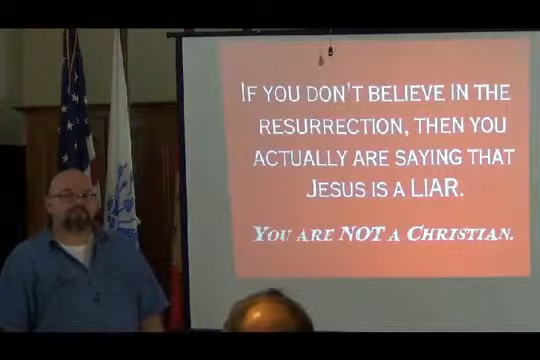 IF YOU DON'T BELIEVE IN THE
RESURRECTION, THEN YOU
ACTUALLY ARE SAYING THAT
JESUS IS A LIAR.
YOU ARE NOT A CHRISTIAN.